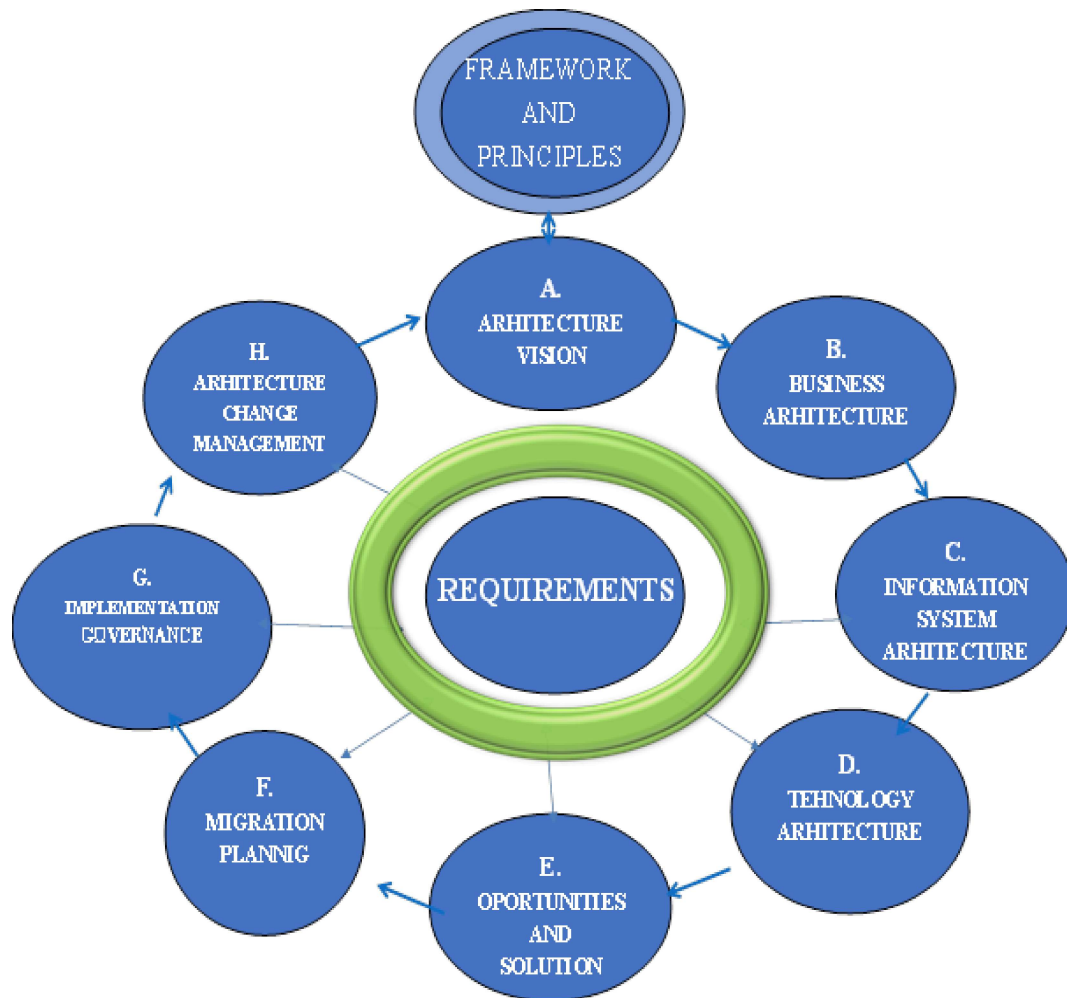 FRAMEWORK
AND
PRINCIPLES
A.
ARHITECTURE
VISION
B.
BUSINESS
ARHITECTURE
C.
INFORMATION
SYSTEM
ARHITECTURE
D.
TEHNOLOGY
ARHITECTURE
E.
OPORTUNITIES
AND
SOLUTION
F.
MIGRATION
PLANNIG
G.
IMPLEMENTATION
GOVERNANCE
H.
ARHITECTURE
CHANGE
MANAGEMENT
REQUIREMENTS